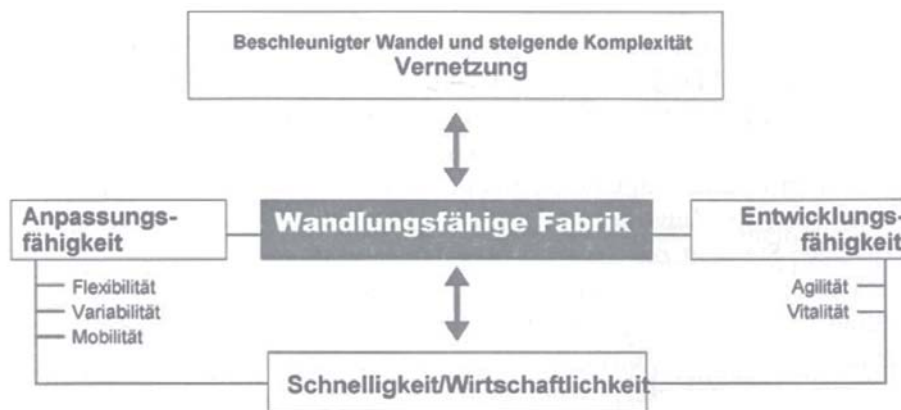 Beschleunigter Wandel und steigende Komplexität
Vernetzung
Anpassungs-
fähigkeit
Wandlungsfähige Fabrik
Entwicklungs-
fähigkeit
Flexibilität
Variabilität
Mobilität
Agilität
Vitalität
Schnelligkeit/Wirtschaftlichkeit